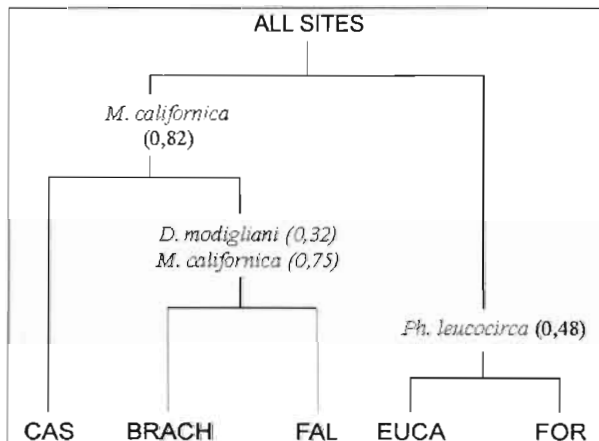 ALL SITES
M. californica
(0,82)
D. modigliani (0,32)
M. californica (0,75)
Ph. leucocirca (0,48)
CAS BRACH FAL EUCA FOR